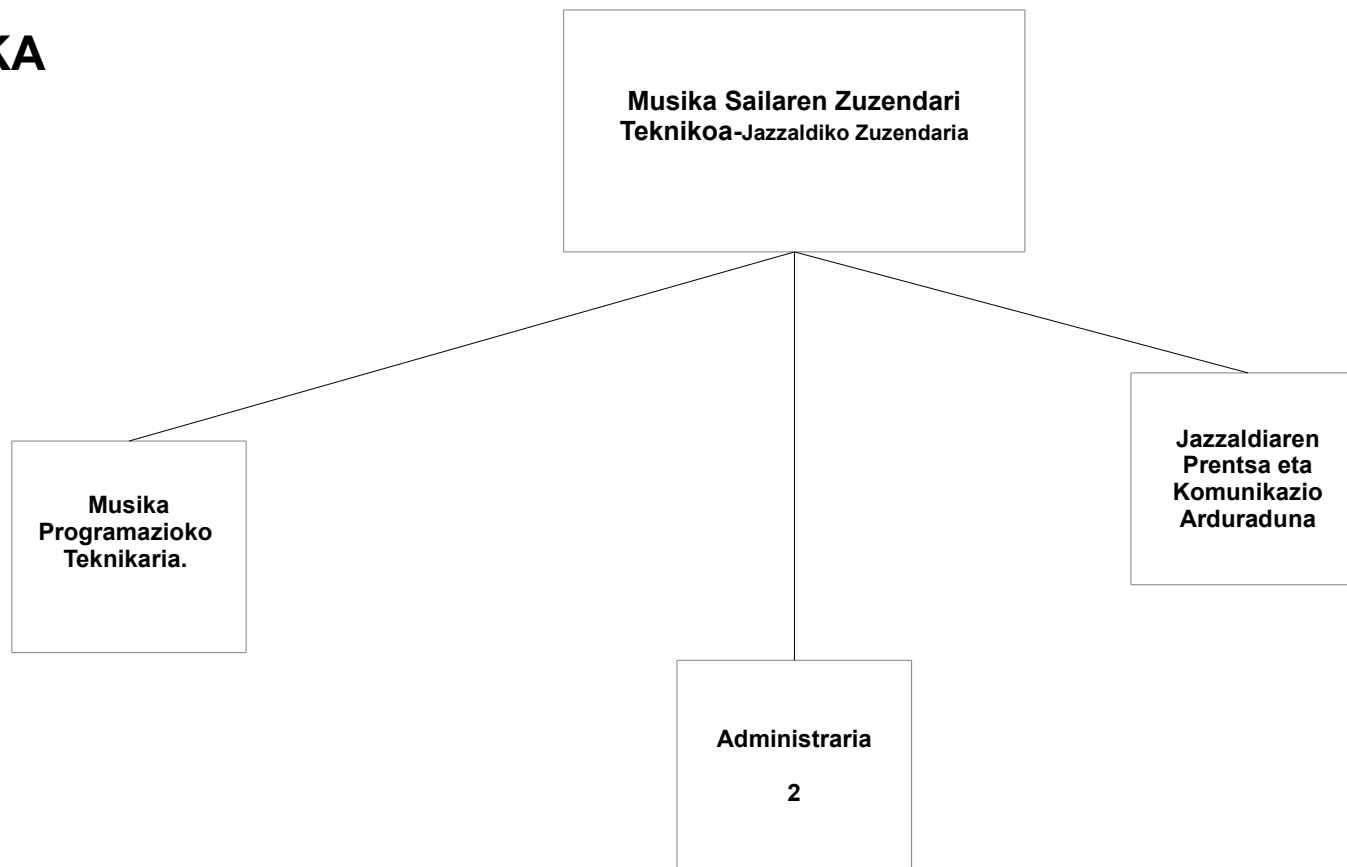 KA
Musika Sailaren Zuzendari
Teknikoa-Jazzaldiko Zuzendaria
Jazzaldiaren
Prentsa eta
Komunikazio
Arduraduna
Musika
Programazioko
Teknikaria.
Administraria
2